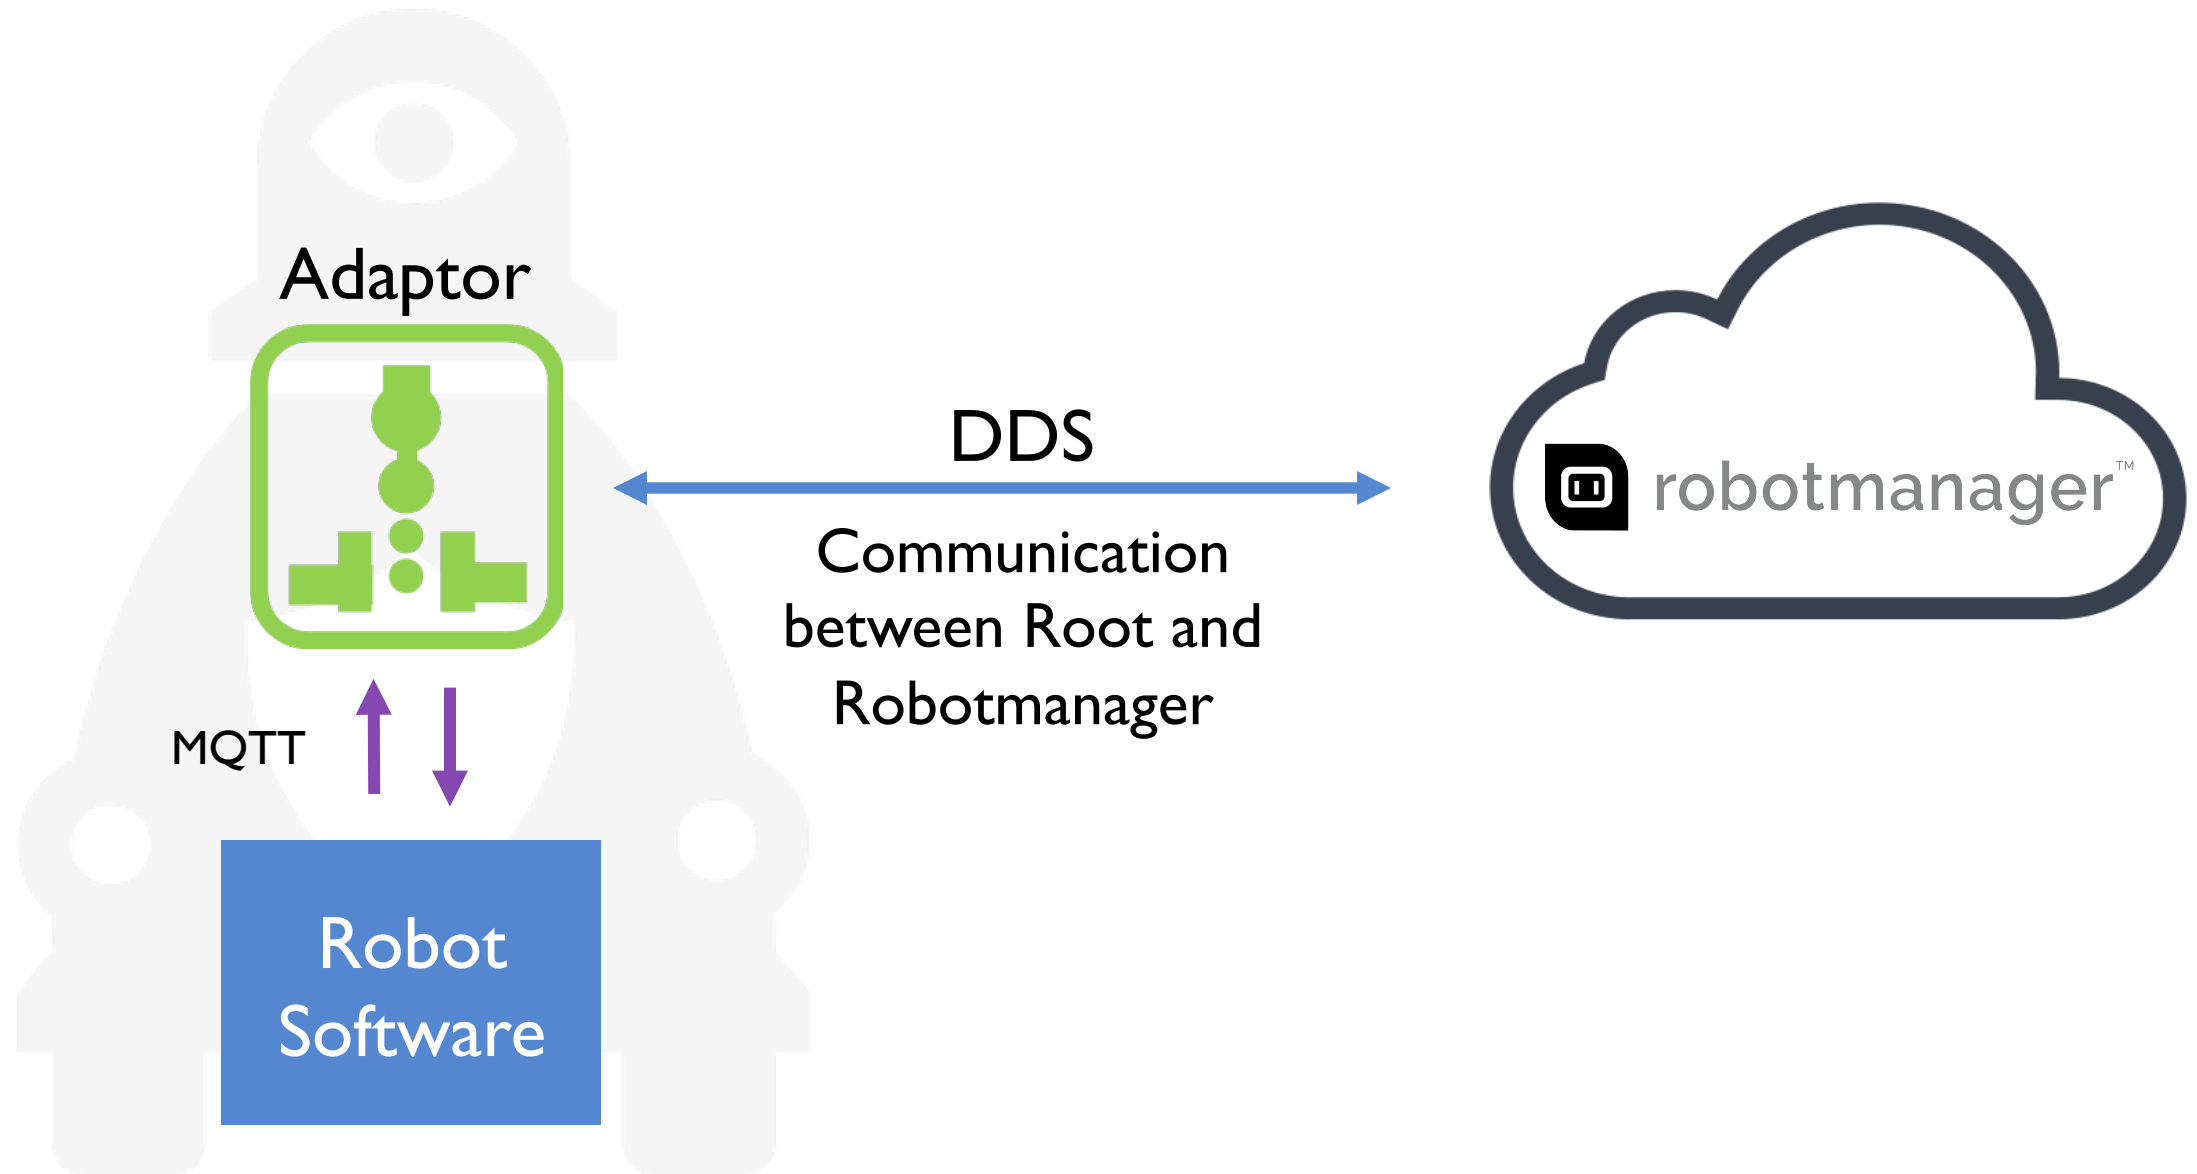 Adaptor
DDS
Communication
between Root and
Robotmanager
robotmanager™
MQTT
Robot
Software